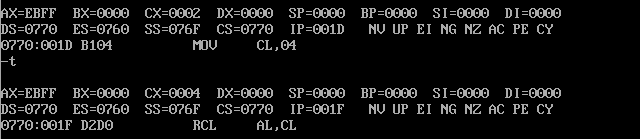 AX=EBFF BX=0000 CX=0002 DX=0000 SP=0000 BP=0000 SI=0000 DI=0000
DS=0770 ES=0760 SS=076F CS=0770 IP=001D NV UP EI NG NZ AC PE CY
0770:001D B104 MOV CL,04
-t
AX=EBFF BX=0000 CX=0004 DX=0000 SP=0000 BP=0000 SI=0000 DI=0000
DS=0770 ES=0760 SS=076F CS=0770 IP=001F NV UP EI NG NZ AC PE CY
0770:001F D2D0 RCL AL,CL